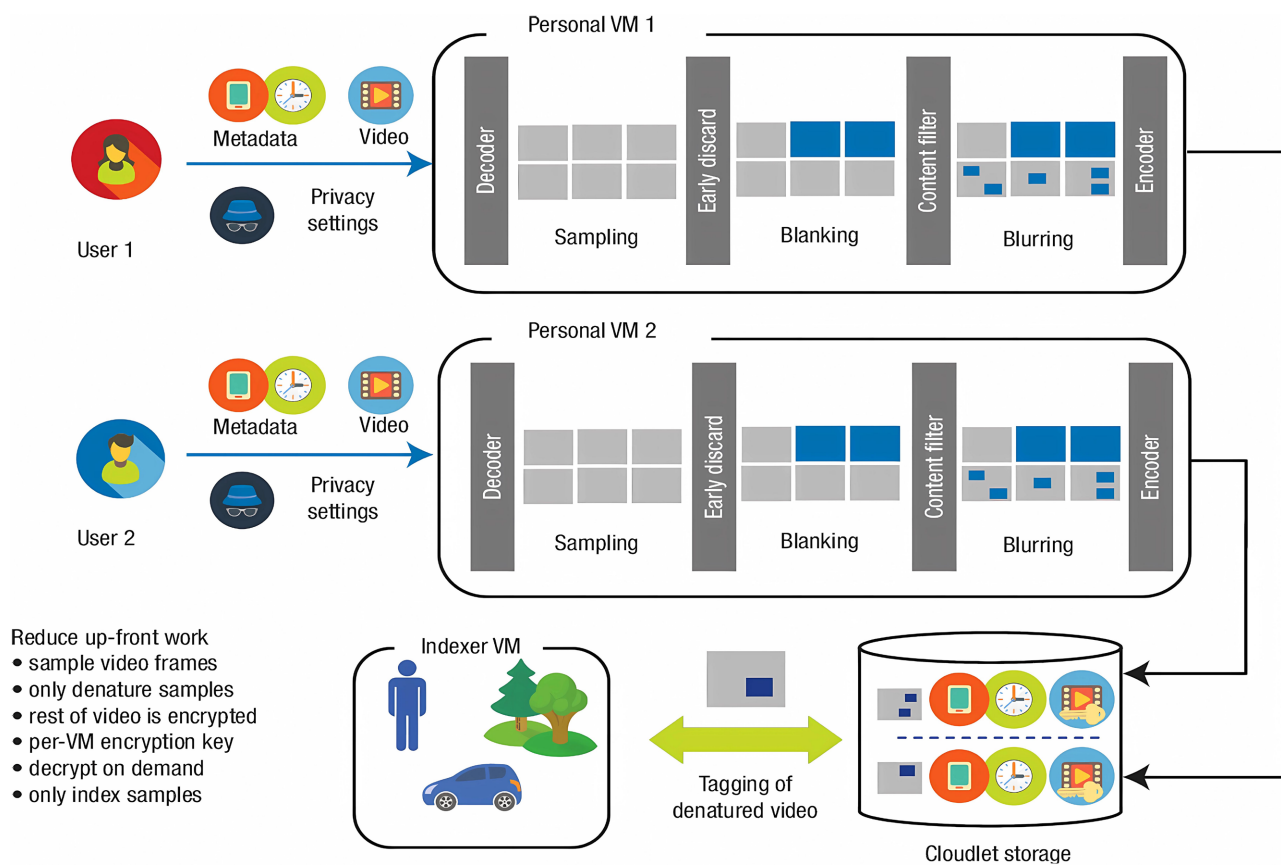 Personal VM 1
Metadata
Video
Privacy
settings
User 1
Decoder
Sampling
Early discard
Blanking
Content filter
Blurring
Encoder
Personal VM 2
Metadata
Video
Privacy
settings
User 2
Decoder
Sampling
Early discard
Blanking
Content filter
Blurring
Encoder
Reduce up-front work
• sample video frames
• only denature samples
• rest of video is encrypted
• per-VM encryption key
• decrypt on demand
• only index samples
Indexer VM
Tagging of
denatured video
Cloudlet storage